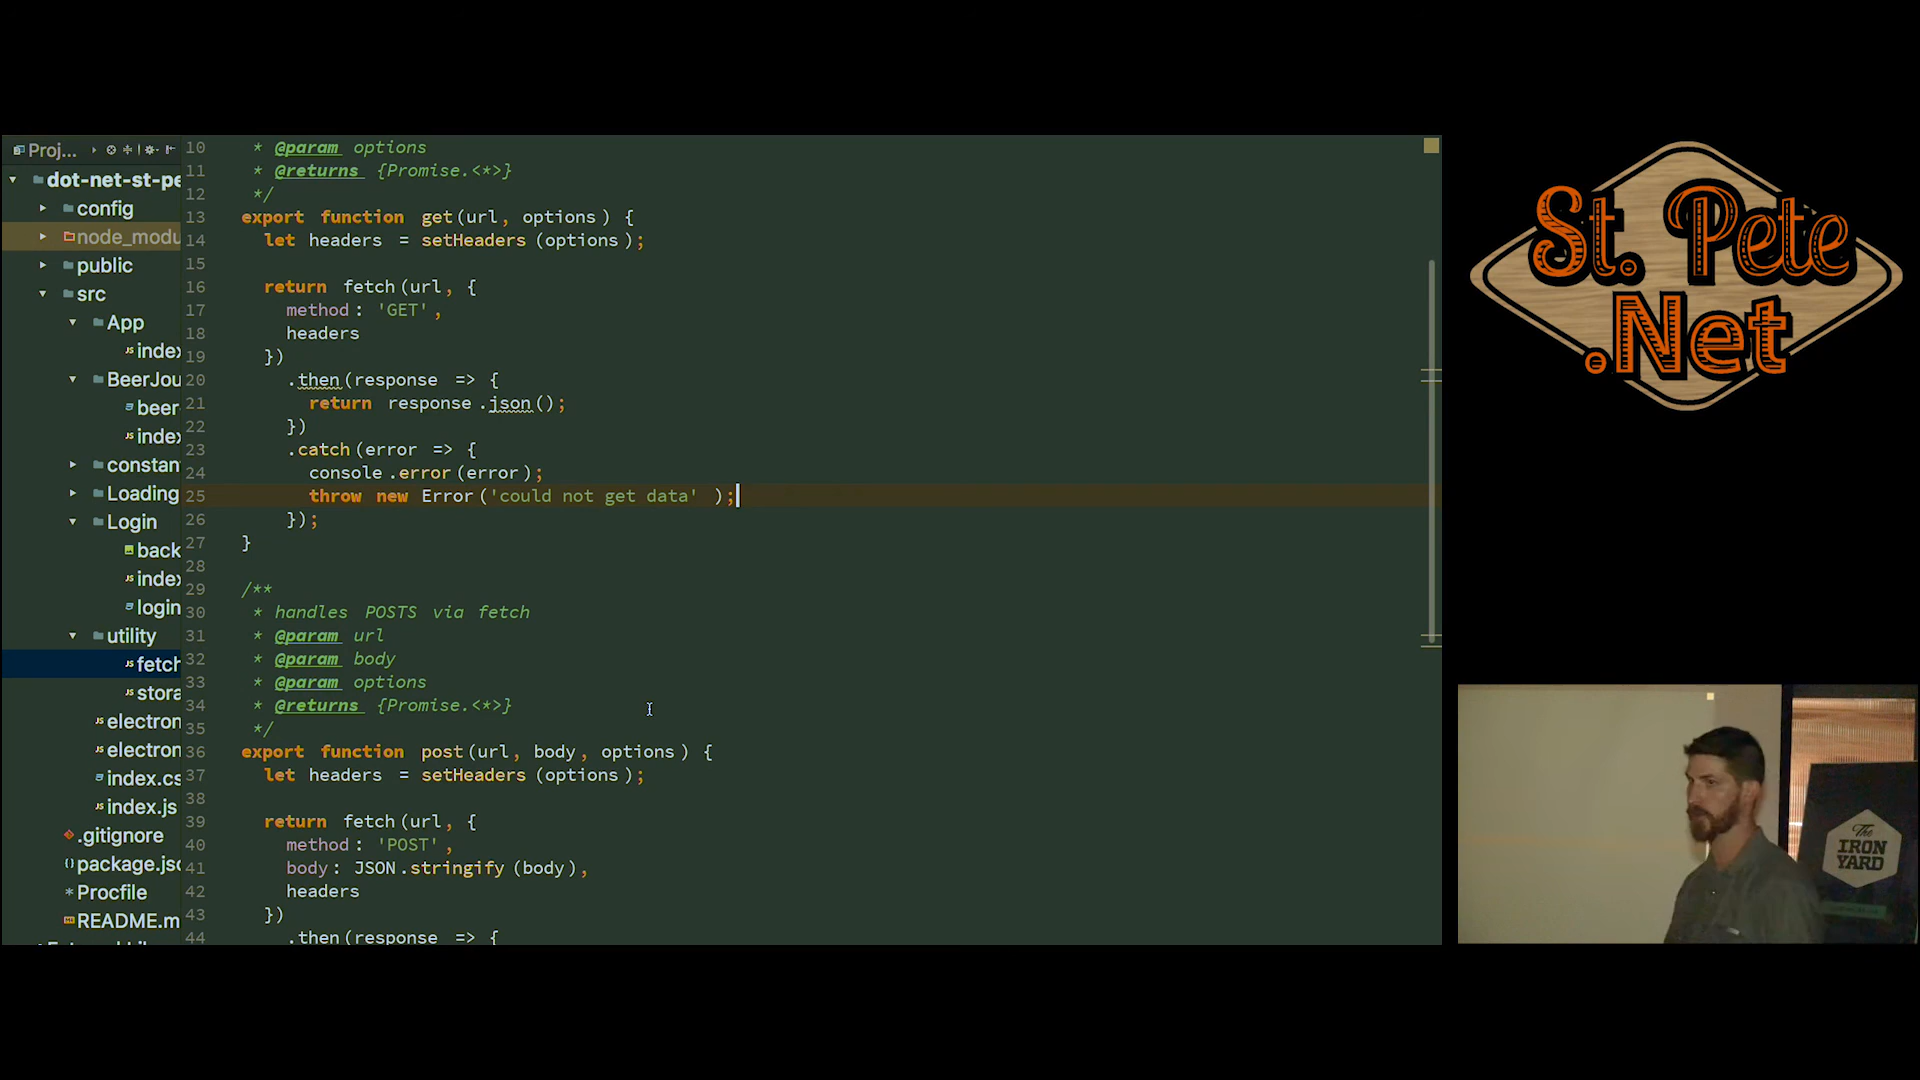 Proj...
dot-net-st-pe
config
node_modu
public
src
App
index
BeerJou
beer
index
constan
Loading
Login
back
index
login
utility
fetch
stora
electron
electron
index.cs
index.js
.gitignore
package.jsc
Procfile
README.m
10 * @param options
11 * @returns {Promise.<*>}
12 */
13 export function get(url, options) {
14 let headers = setHeaders(options);
15
16 return fetch(url, {
17 method: 'GET',
18 headers
19 })
20 .then(response => {
21 return response.json();
22 })
23 .catch(error => {
24 console.error(error);
25 throw new Error('could not get data' );
26 });
27 }
28
29 /**
30 * handles POSTS via fetch
31 * @param url
32 * @param body
33 * @param options
34 * @returns {Promise.<*>}
35 */
36 export function post(url, body, options) {
37 let headers = setHeaders(options);
38
39 return fetch(url, {
40 method: 'POST',
41 body: JSON.stringify(body),
42 headers
43 })
44 .then(response => {
St. Pete
.Net
The
IRON
YARD